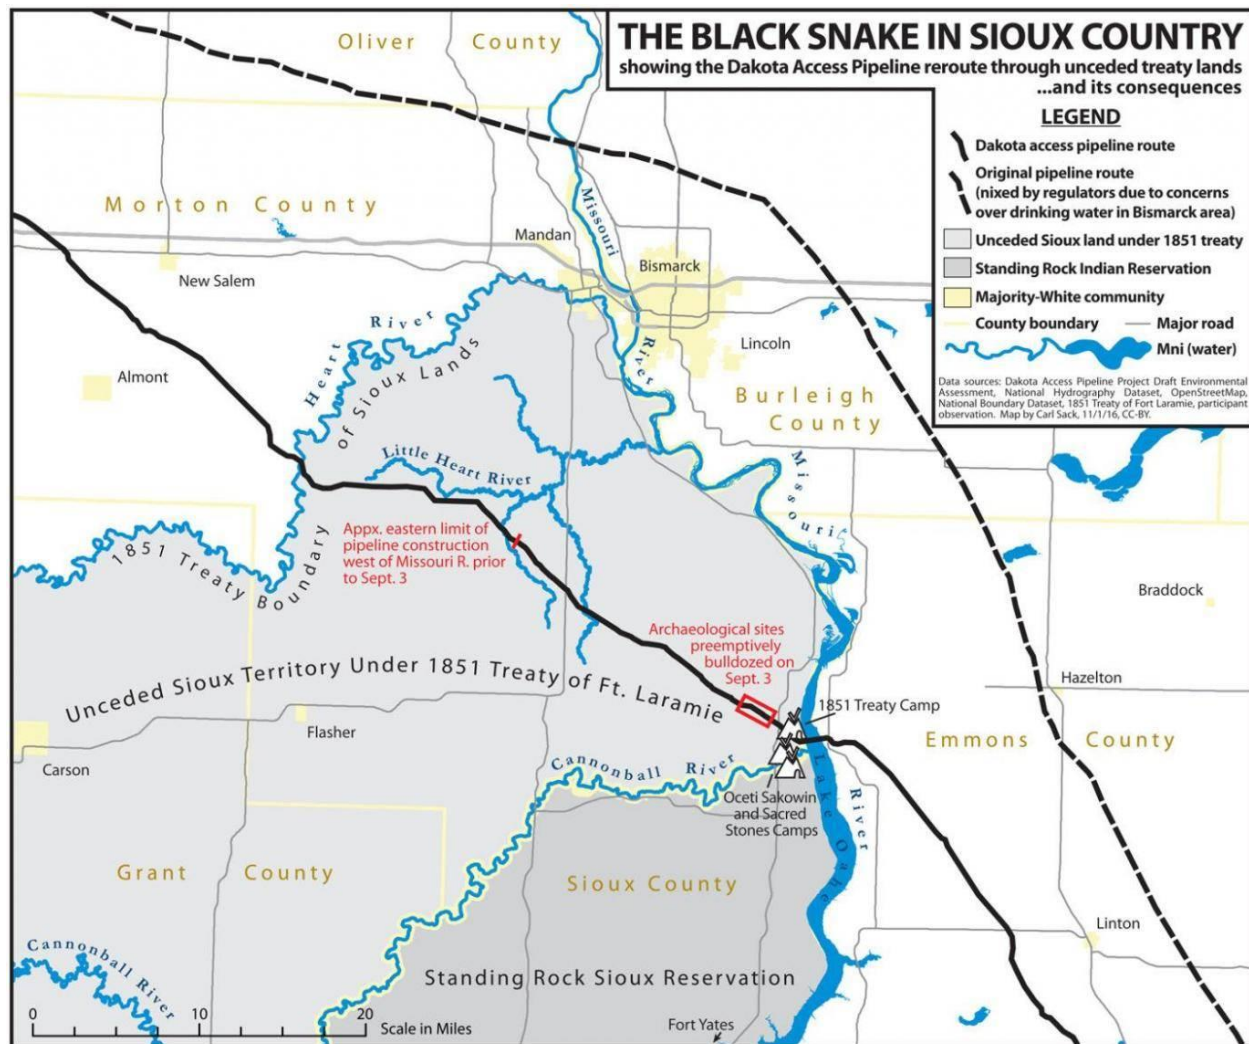 THE BLACK SNAKE IN SIOUX COUNTRY
showing the Dakota Access Pipeline reroute through unceded treaty lands
...and its consequences
LEGEND
Dakota access pipeline route
Original pipeline route
(nixed by regulators due to concerns
over drinking water in Bismarck area)
Unceded Sioux land under 1851 treaty
Standing Rock Indian Reservation
Majority-White community
County boundary
Major road
Mni (water)
Data sources: Dakota Access Pipeline Project Draft Environmental
Assessment, National Hydrography Dataset, OpenStreetMap,
National Boundary Dataset, 1851 Treaty of Fort Laramie, participant
observation. Map by Carl Sack, 11/1/16, CC-BY.
Oliver County
Morton County
Missouri
Mandan
Bismarck
New Salem
Heart River
River
Lincoln
of Sioux Lands
Almont
Burleigh
County
Little Heart River
Missouri
1851 Treaty Boundary
Appx. eastern limit of
pipeline construction
west of Missouri R. prior
to Sept. 3
Braddock
Archaeological sites
preemptively
bulldozed on
Sept. 3
Unceded Sioux Territory Under 1851 Treaty of Ft. Laramie
Hazelton
1851 Treaty Camp
Flasher
Emmons County
Carson
Cannonball River
Lake Oahe
River
Oceti Sakowin
and Sacred
Stones Camps
Grant County
Sioux County
Linton
Cannonball River
Standing Rock Sioux Reservation
0 10 20
Scale in Miles
Fort Yates